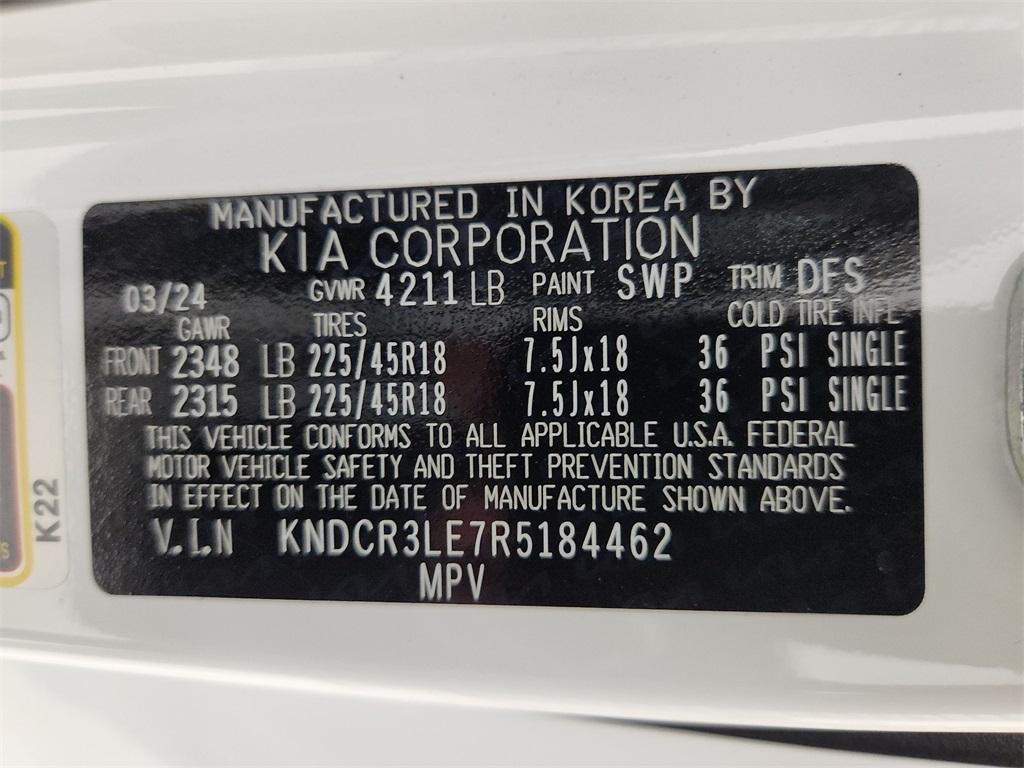 MANUFACTURED IN KOREA BY
KIA CORPORATION
03/24 GVWR 4211 LB PAINT SWP TRIM DFS
GAWR TIRES RIMS COLD TIRE INFL
FRONT 2348 LB 225/45R18 7.5Jx18 36 PSI SINGLE
REAR 2315 LB 225/45R18 7.5Jx18 36 PSI SINGLE
THIS VEHICLE CONFORMS TO ALL APPLICABLE U.S.A. FEDERAL
MOTOR VEHICLE SAFETY AND THEFT PREVENTION STANDARDS
IN EFFECT ON THE DATE OF MANUFACTURE SHOWN ABOVE.
V.I.N KNDCR3LE7R5184462
MPV
K22